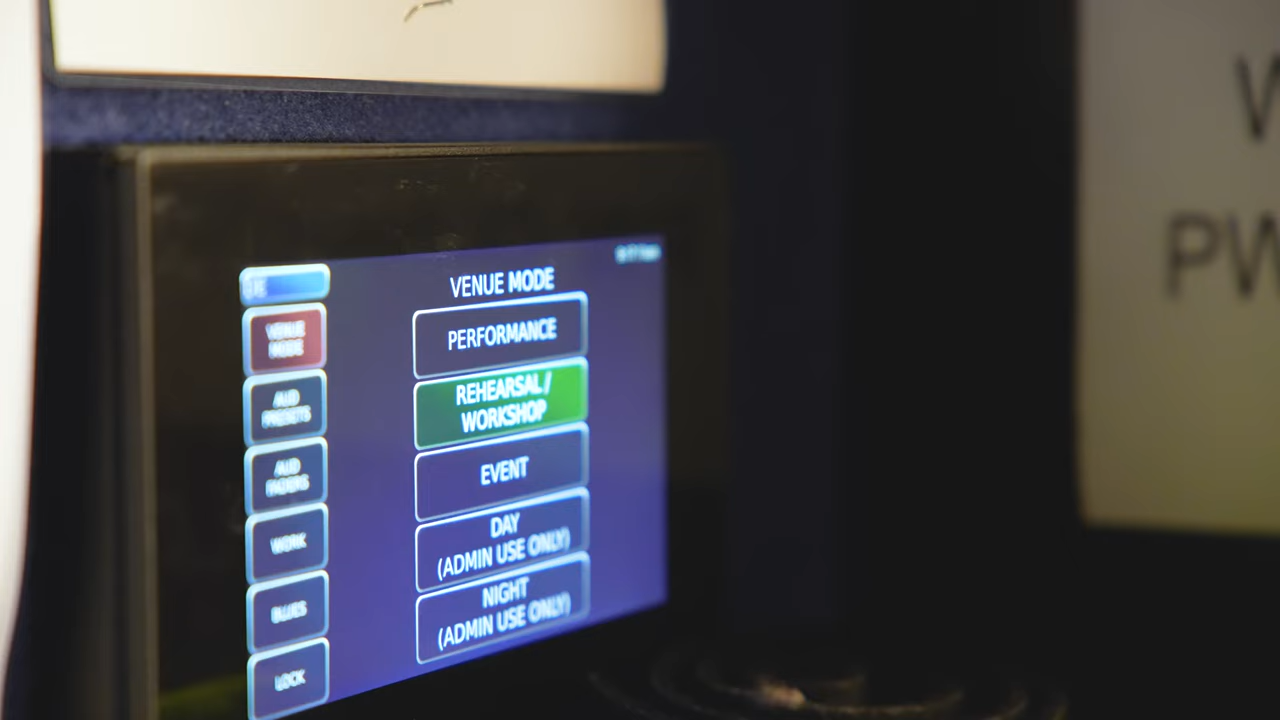 VENUE MODE
PERFORMANCE
REHEARSAL /
WORKSHOP
EVENT
DAY
(ADMIN USE ONLY)
NIGHT
(ADMIN USE ONLY)
VENUE
MODE
AUD
PRESETS
AUD
FADERS
WORK
BLUES
LOCK